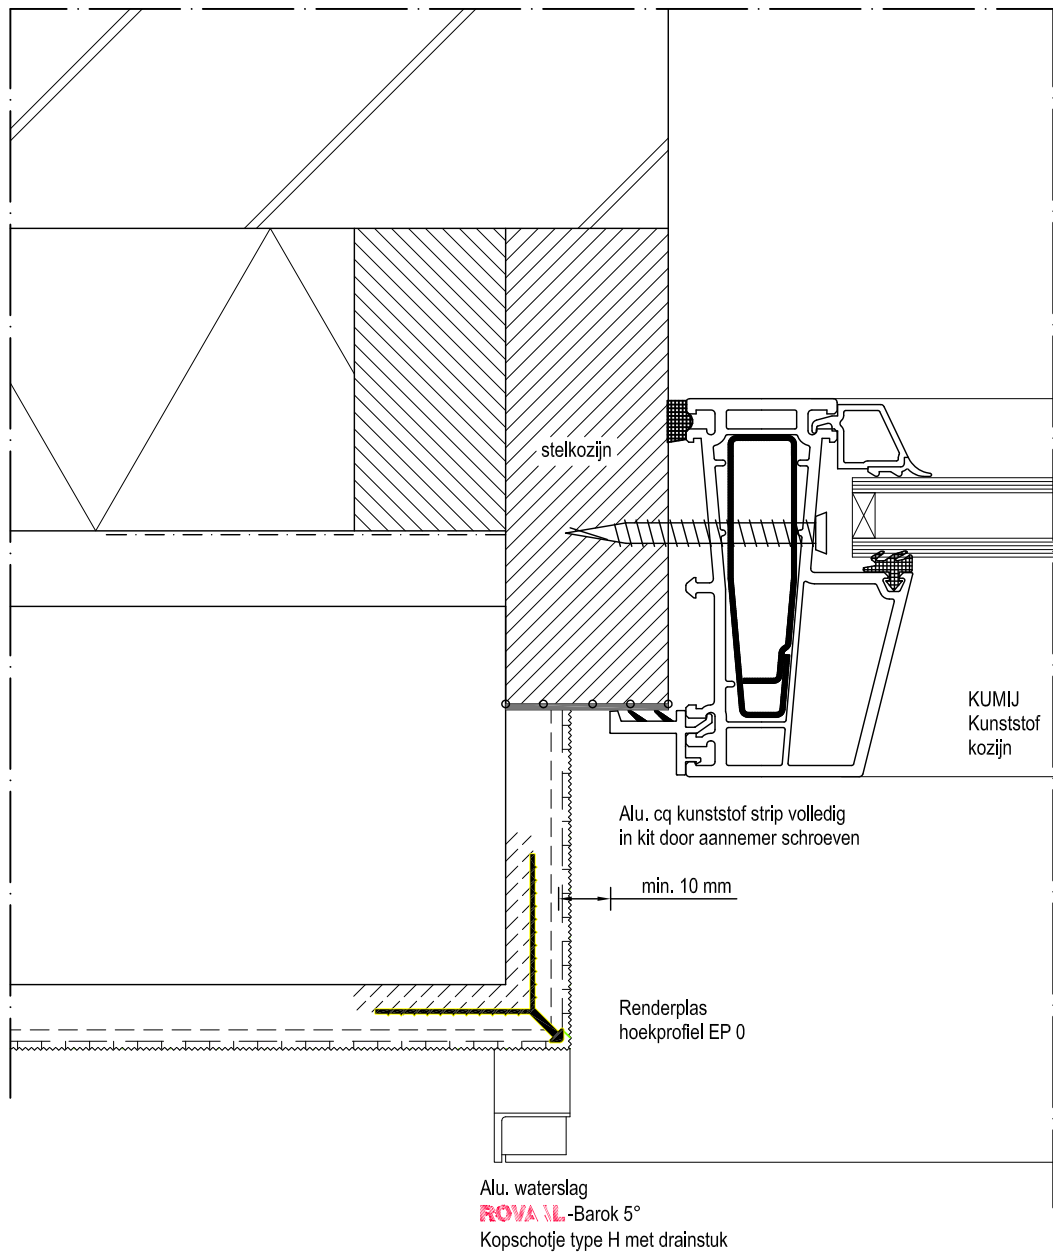 stelkozijn
KUMIJ
Kunststof
kozijn
Alu. cq kunststof strip volledig
in kit door aannemer schroeven
min. 10 mm
Renderplas
hoekprofiel EP 0
Alu. waterslag
ROVAL-Barok 5°
Kopschotje type H met drainstuk